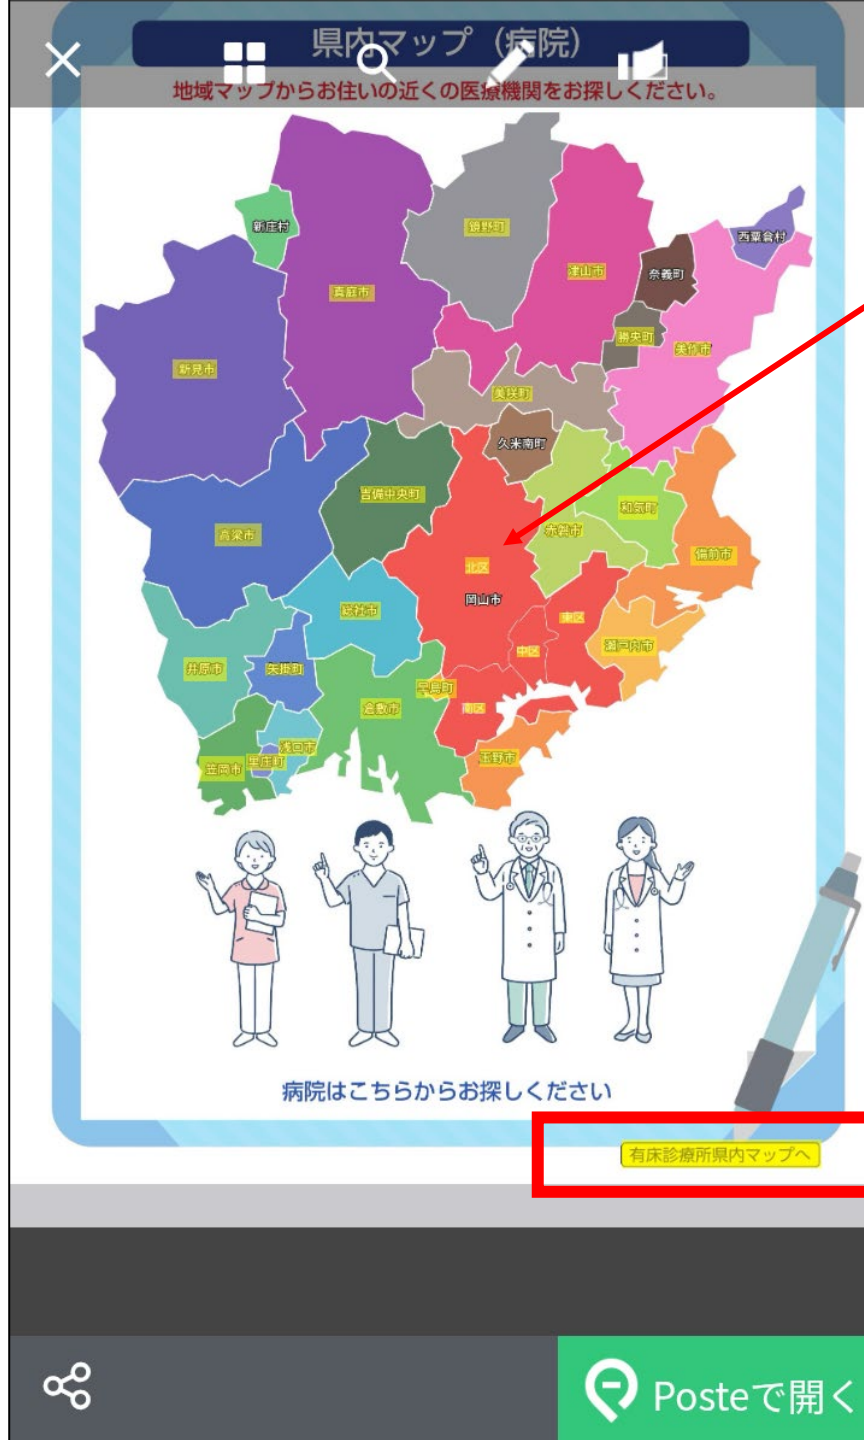 県内マップ（病院）
地域マップからお住いの近くの医療機関をお探しください。
新庄村
鏡野町
西粟倉村
津山市
奈義町
真庭市
勝央町
美作市
新見市
美咲町
久米南町
吉備中央町
和気町
高梁市
赤磐市
備前市
北区
岡山市
総社市
東区
瀬戸内市
中区
井原市
矢掛町
早島町
倉敷市
南区
浅口市
里庄町
笠岡市
玉野市
病院はこちらからお探しください
有床診療所県内マップへ
Posteで開く